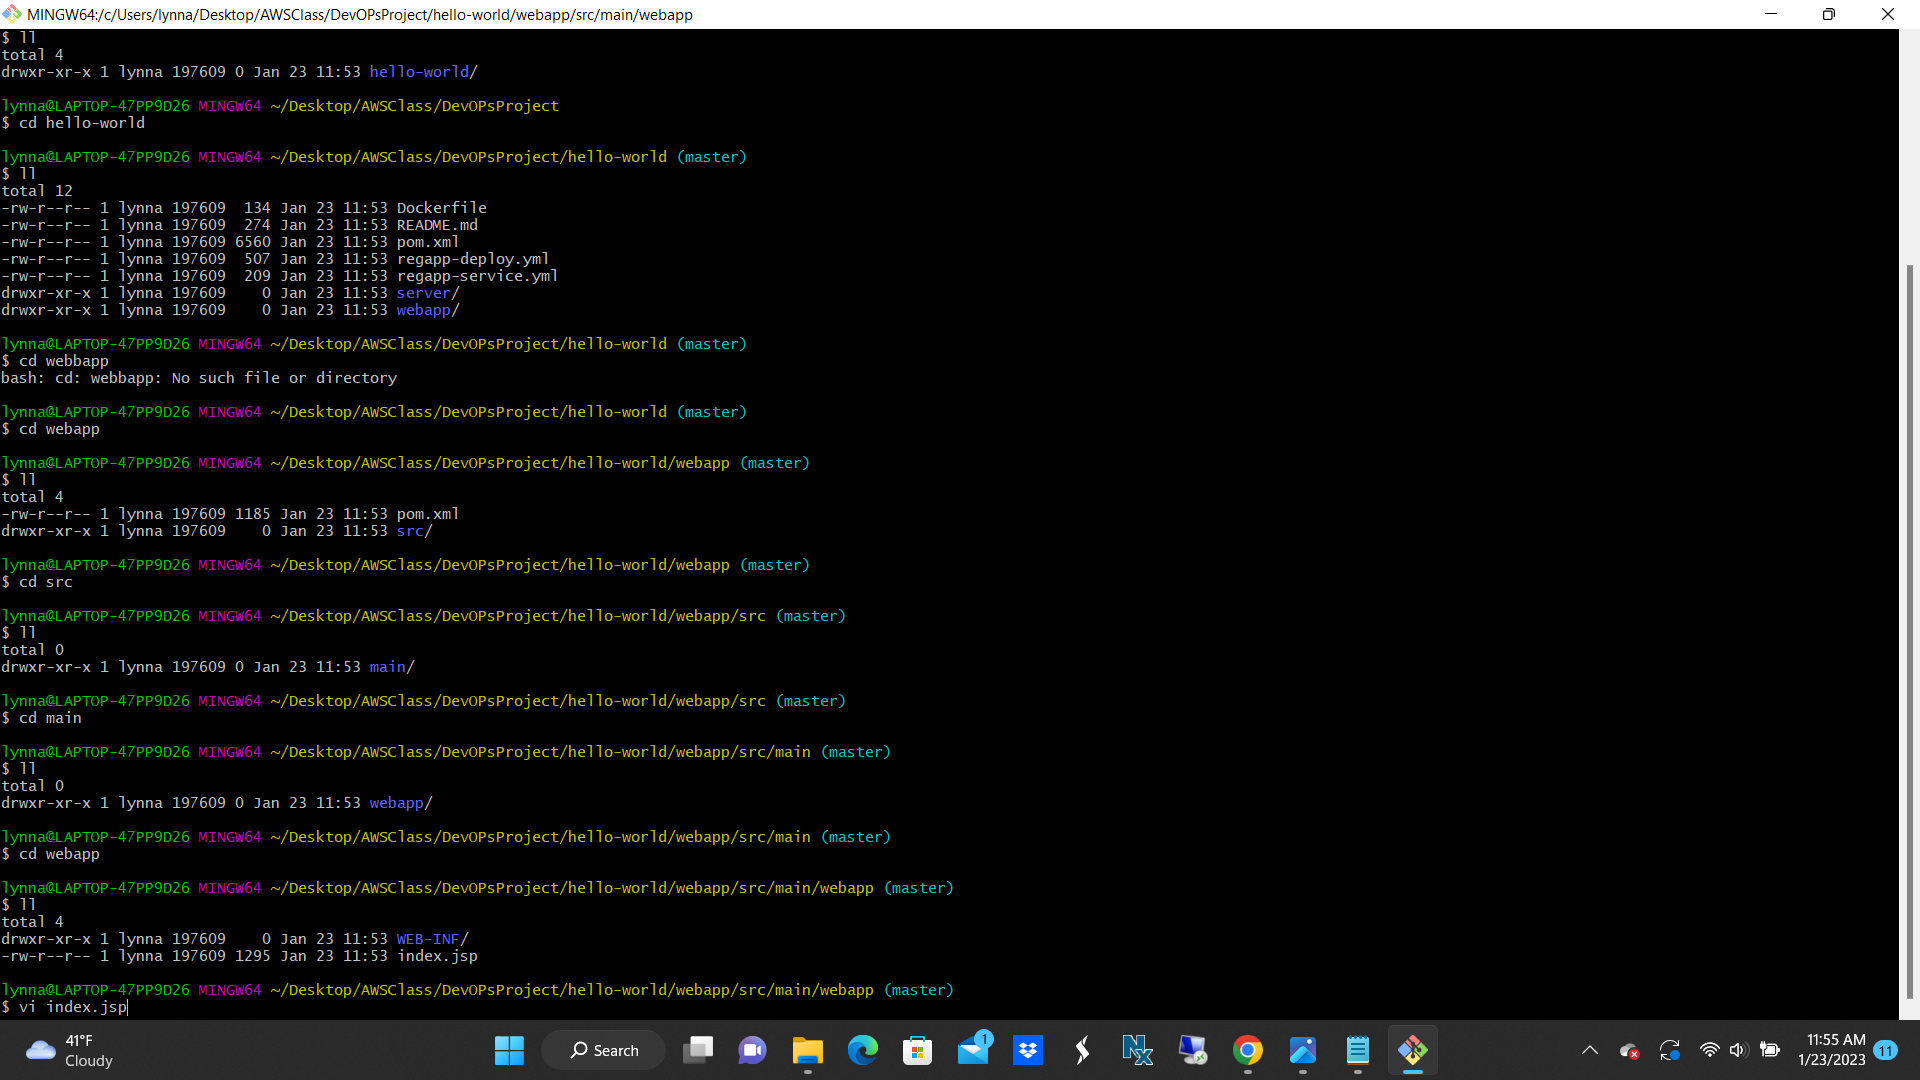 MINGW64:/c/Users/lynna/Desktop/AWSClass/DevOPsProject/hello-world/webapp/src/main/webapp
$ ll
total 4
drwxr-xr-x 1 lynna 197609 0 Jan 23 11:53 hello-world/
lynna@LAPTOP-47PP9D26 MINGW64 ~/Desktop/AWSClass/DevOPsProject
$ cd hello-world
lynna@LAPTOP-47PP9D26 MINGW64 ~/Desktop/AWSClass/DevOPsProject/hello-world (master)
$ ll
total 12
-rw-r--r-- 1 lynna 197609  134 Jan 23 11:53 Dockerfile
-rw-r--r-- 1 lynna 197609  274 Jan 23 11:53 README.md
-rw-r--r-- 1 lynna 197609 6560 Jan 23 11:53 pom.xml
-rw-r--r-- 1 lynna 197609  507 Jan 23 11:53 regapp-deploy.yml
-rw-r--r-- 1 lynna 197609  209 Jan 23 11:53 regapp-service.yml
drwxr-xr-x 1 lynna 197609    0 Jan 23 11:53 server/
drwxr-xr-x 1 lynna 197609    0 Jan 23 11:53 webapp/
lynna@LAPTOP-47PP9D26 MINGW64 ~/Desktop/AWSClass/DevOPsProject/hello-world (master)
$ cd webbapp
bash: cd: webbapp: No such file or directory
lynna@LAPTOP-47PP9D26 MINGW64 ~/Desktop/AWSClass/DevOPsProject/hello-world (master)
$ cd webapp
lynna@LAPTOP-47PP9D26 MINGW64 ~/Desktop/AWSClass/DevOPsProject/hello-world/webapp (master)
$ ll
total 4
-rw-r--r-- 1 lynna 197609 1185 Jan 23 11:53 pom.xml
drwxr-xr-x 1 lynna 197609    0 Jan 23 11:53 src/
lynna@LAPTOP-47PP9D26 MINGW64 ~/Desktop/AWSClass/DevOPsProject/hello-world/webapp (master)
$ cd src
lynna@LAPTOP-47PP9D26 MINGW64 ~/Desktop/AWSClass/DevOPsProject/hello-world/webapp/src (master)
$ ll
total 0
drwxr-xr-x 1 lynna 197609 0 Jan 23 11:53 main/
lynna@LAPTOP-47PP9D26 MINGW64 ~/Desktop/AWSClass/DevOPsProject/hello-world/webapp/src (master)
$ cd main
lynna@LAPTOP-47PP9D26 MINGW64 ~/Desktop/AWSClass/DevOPsProject/hello-world/webapp/src/main (master)
$ ll
total 0
drwxr-xr-x 1 lynna 197609 0 Jan 23 11:53 webapp/
lynna@LAPTOP-47PP9D26 MINGW64 ~/Desktop/AWSClass/DevOPsProject/hello-world/webapp/src/main (master)
$ cd webapp
lynna@LAPTOP-47PP9D26 MINGW64 ~/Desktop/AWSClass/DevOPsProject/hello-world/webapp/src/main/webapp (master)
$ ll
total 4
drwxr-xr-x 1 lynna 197609    0 Jan 23 11:53 WEB-INF/
-rw-r--r-- 1 lynna 197609 1295 Jan 23 11:53 index.jsp
lynna@LAPTOP-47PP9D26 MINGW64 ~/Desktop/AWSClass/DevOPsProject/hello-world/webapp/src/main/webapp (master)
$ vi index.jsp
41°F
Cloudy
Search
1
11:55 AM
1/23/2023
11